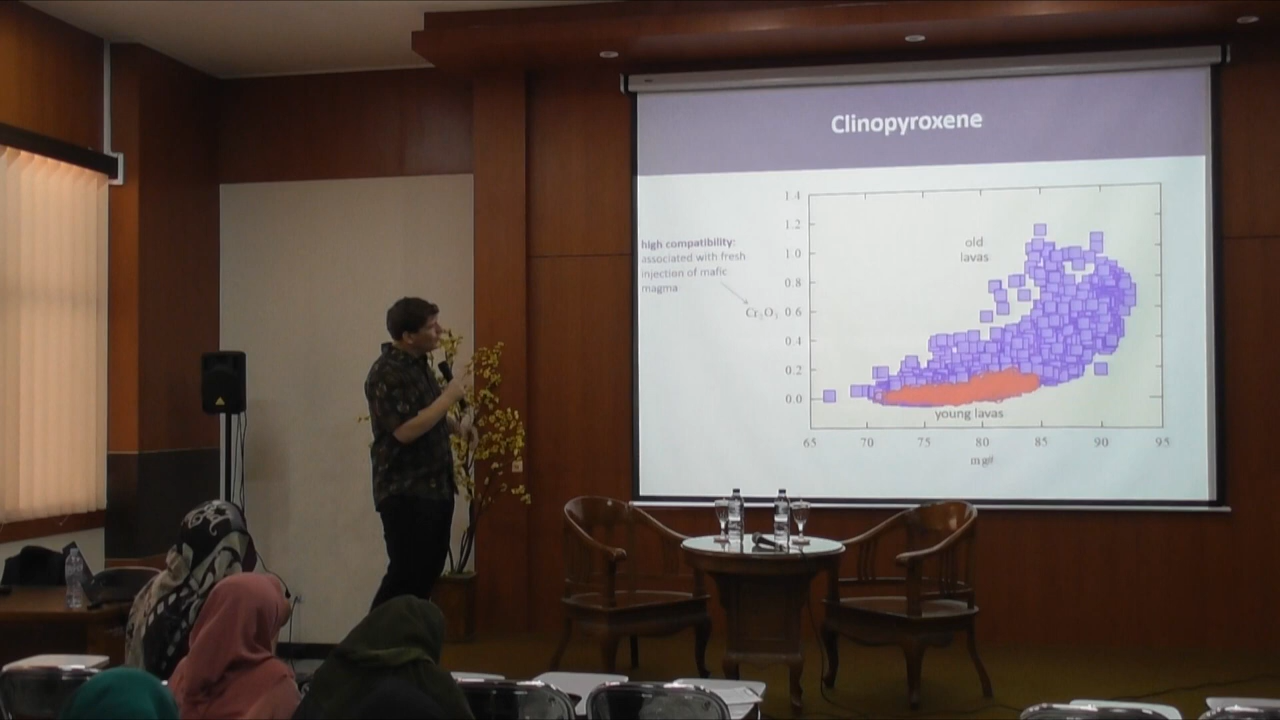 Clinopyroxene
high compatibility:
associated with fresh
injection of mafic
magma
Cr₂O₃
1.4
1.2
1.0
0.8
0.6
0.4
0.2
0.0
old
lavas
young lavas
65 70 75 80 85 90 95
mg#